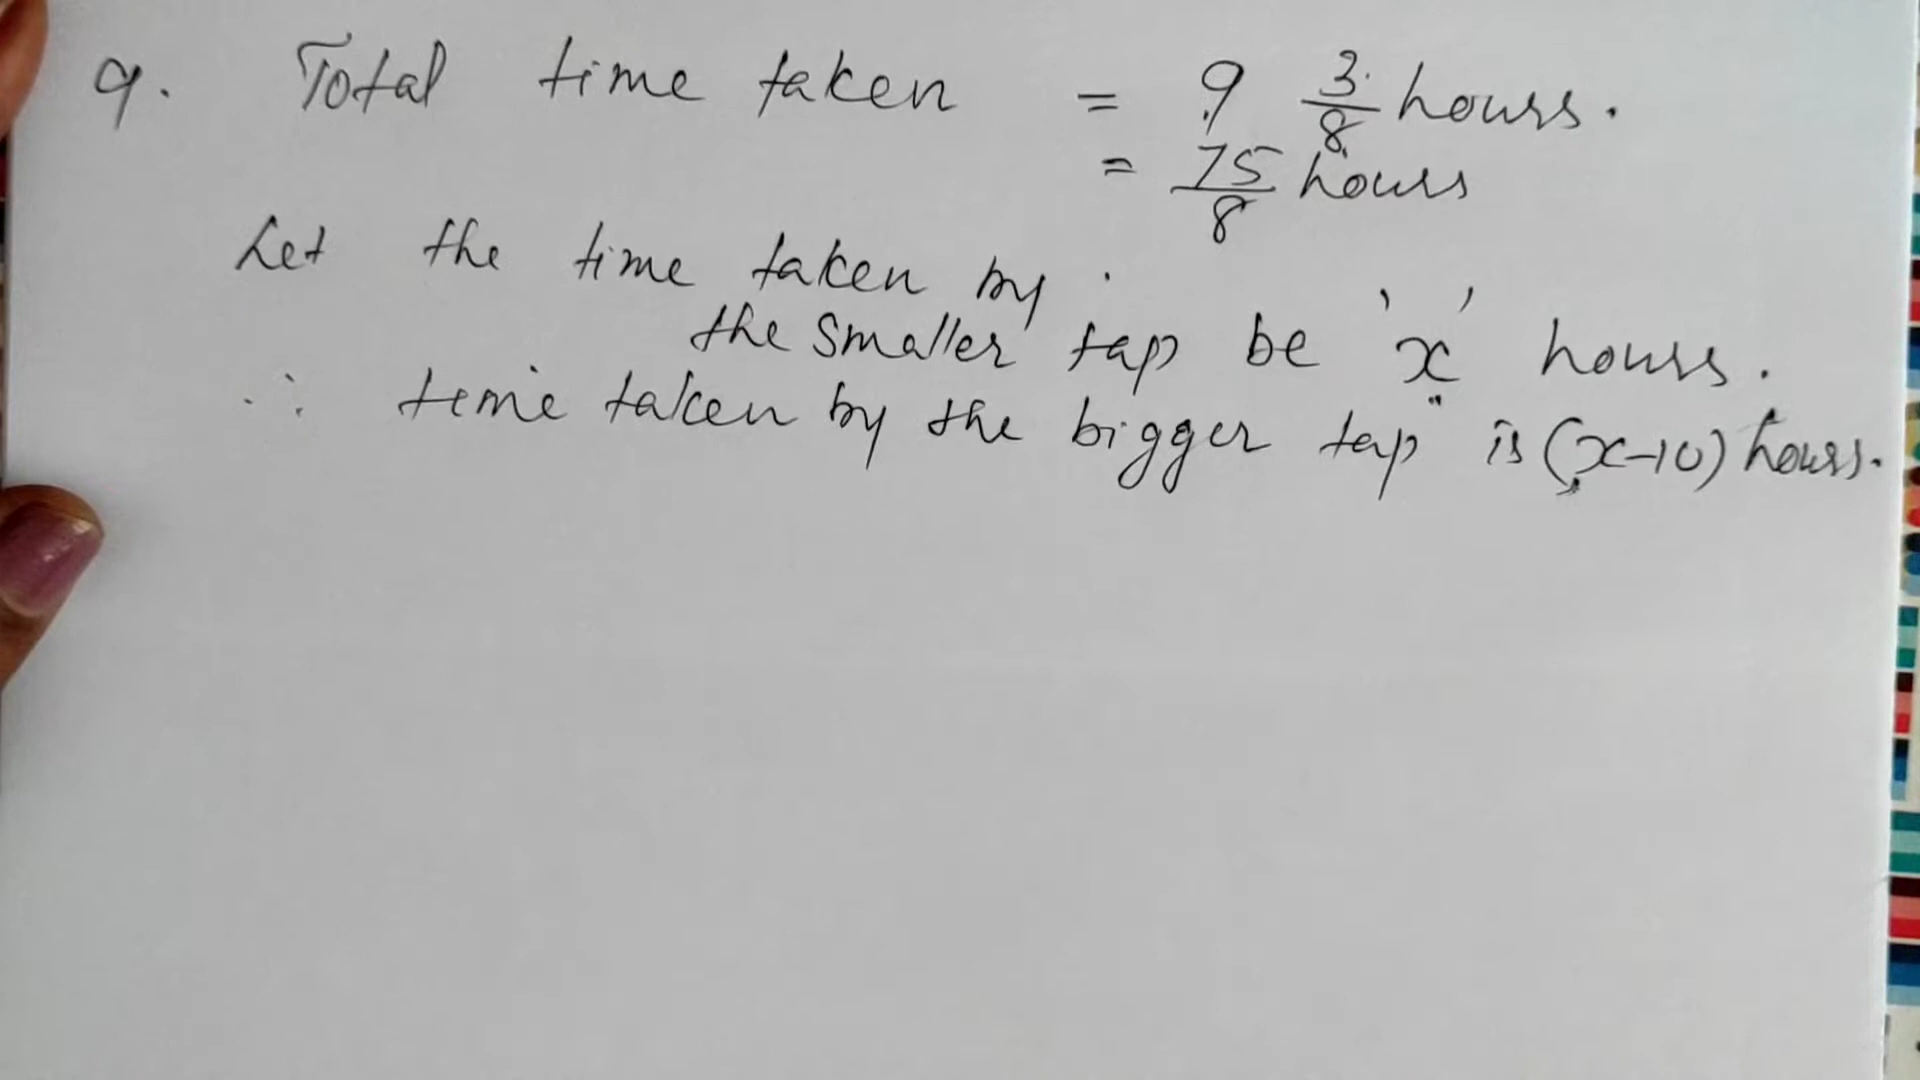 9. Total time taken = 9 3/8 hours.
= 75/8 hours
Let the time taken by
the smaller tap be 'x' hours.
∴ time taken by the bigger tap is (x-10) hours.